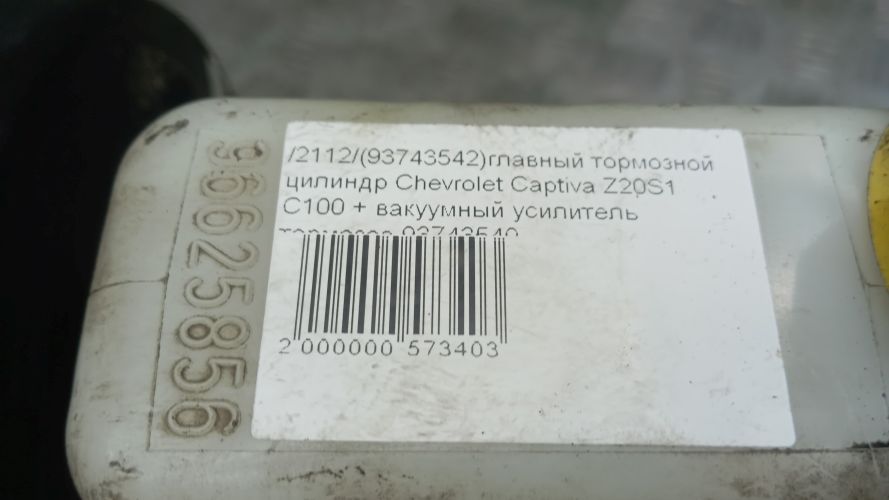 /2112/(93743542)главный тормозной
цилиндр Chevrolet Captiva Z20S1
C100 + вакуумный усилитель
2 000000 573403
96625856